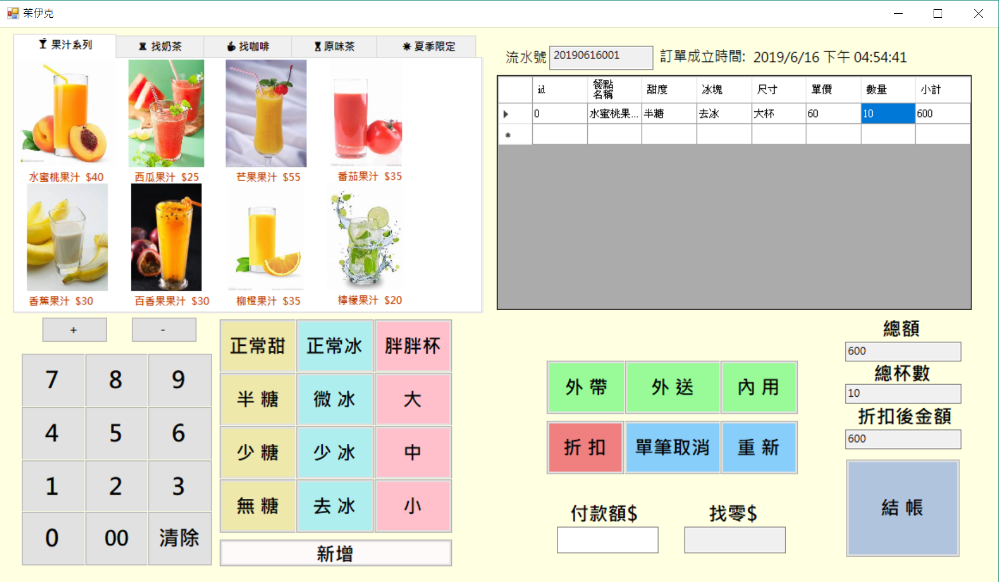 茱伊克
果汁系列 找奶茶 找咖啡 原味茶 夏季限定
水蜜桃果汁 $40 西瓜果汁 $25 芒果果汁 $55 番茄果汁 $35
香蕉果汁 $30 百香果果汁 $30 柳橙果汁 $35 檸檬果汁 $20
流水號 20190616001 訂單成立時間: 2019/6/16 下午 04:54:41
id 餐點名稱 甜度 冰塊 尺寸 單價 數量 小計
0 水蜜桃果... 半糖 去冰 大杯 60 10 600
+ -
7 8 9
4 5 6
1 2 3
0 00 清除
正常甜 正常冰 胖胖杯
半 糖 微 冰 大
少 糖 少 冰 中
無 糖 去 冰 小
新增
外 帶 外 送 內 用
折 扣 單筆取消 重 新
付款額$ 找零$
總額
600
總杯數
10
折扣後金額
600
結 帳